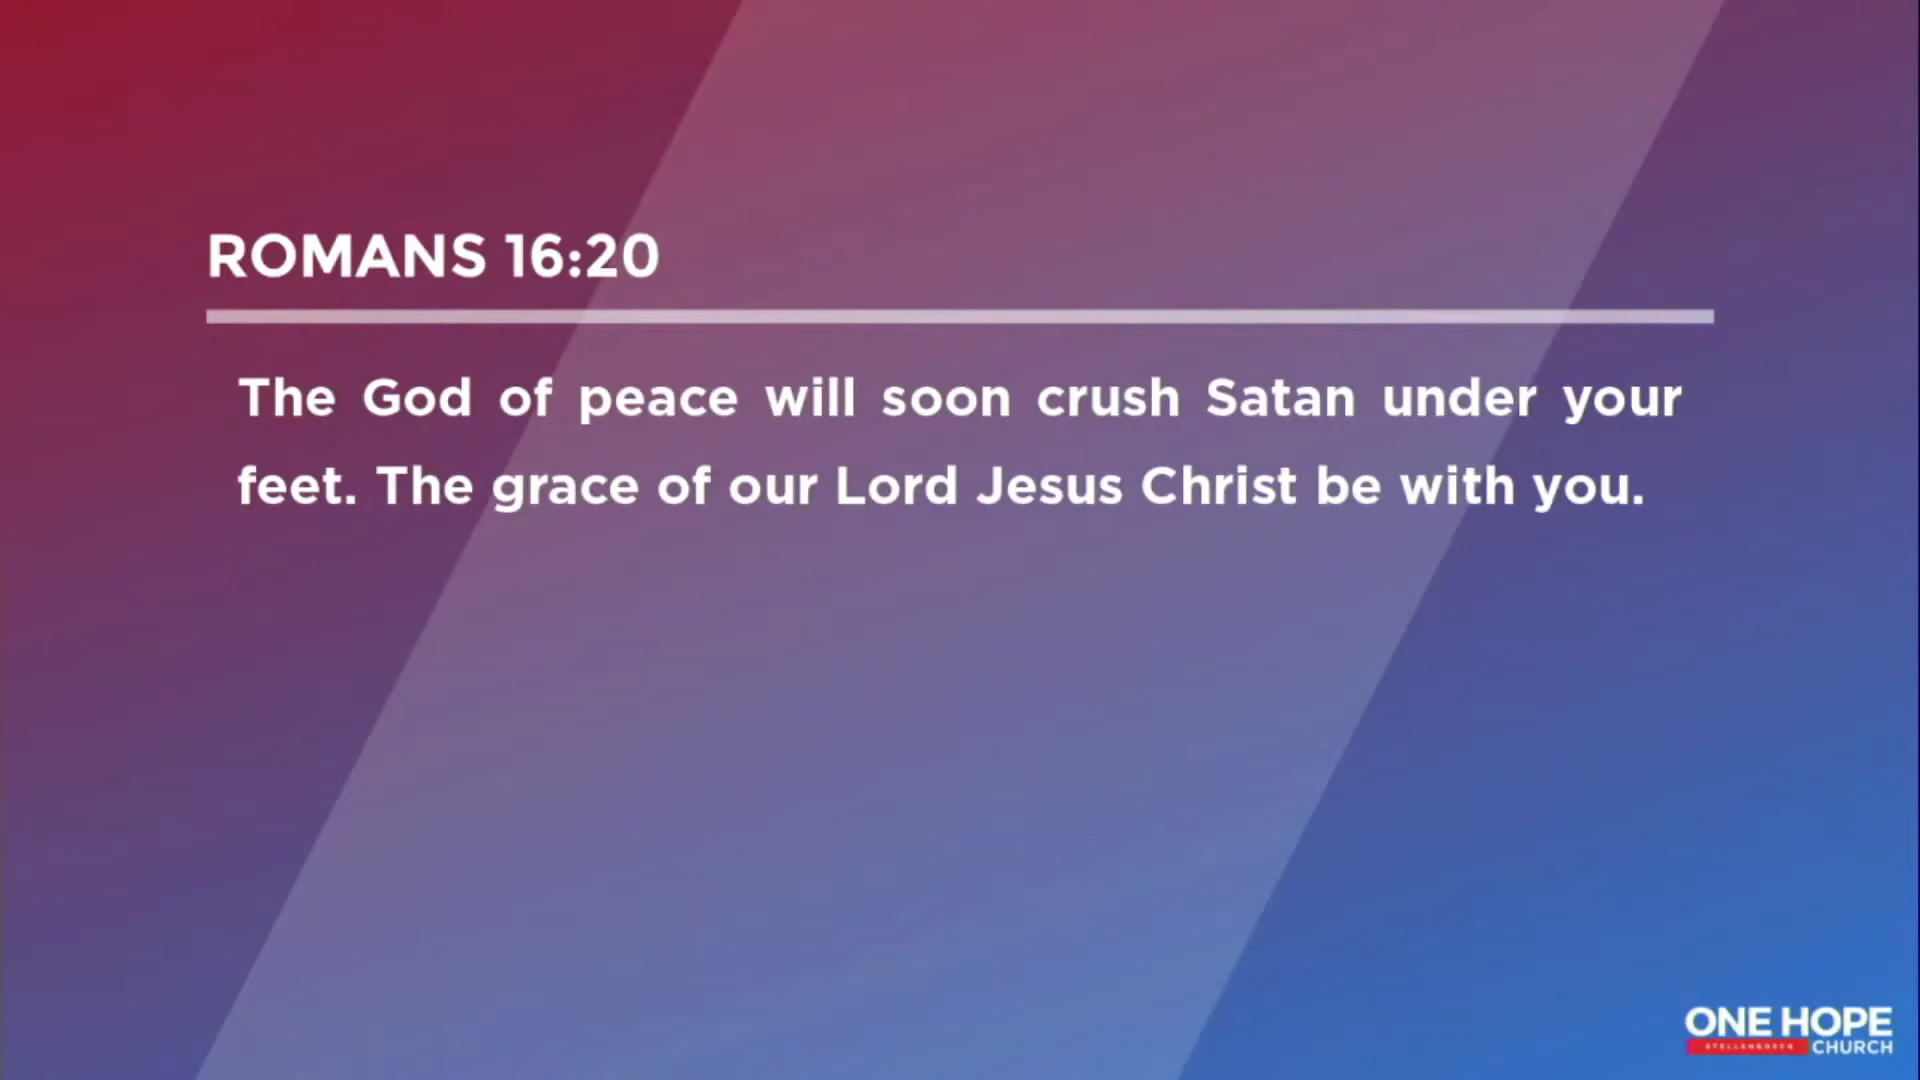 ROMANS 16:20
The God of peace will soon crush Satan under your
feet. The grace of our Lord Jesus Christ be with you.
ONE HOPE
STELLENBOSCH CHURCH